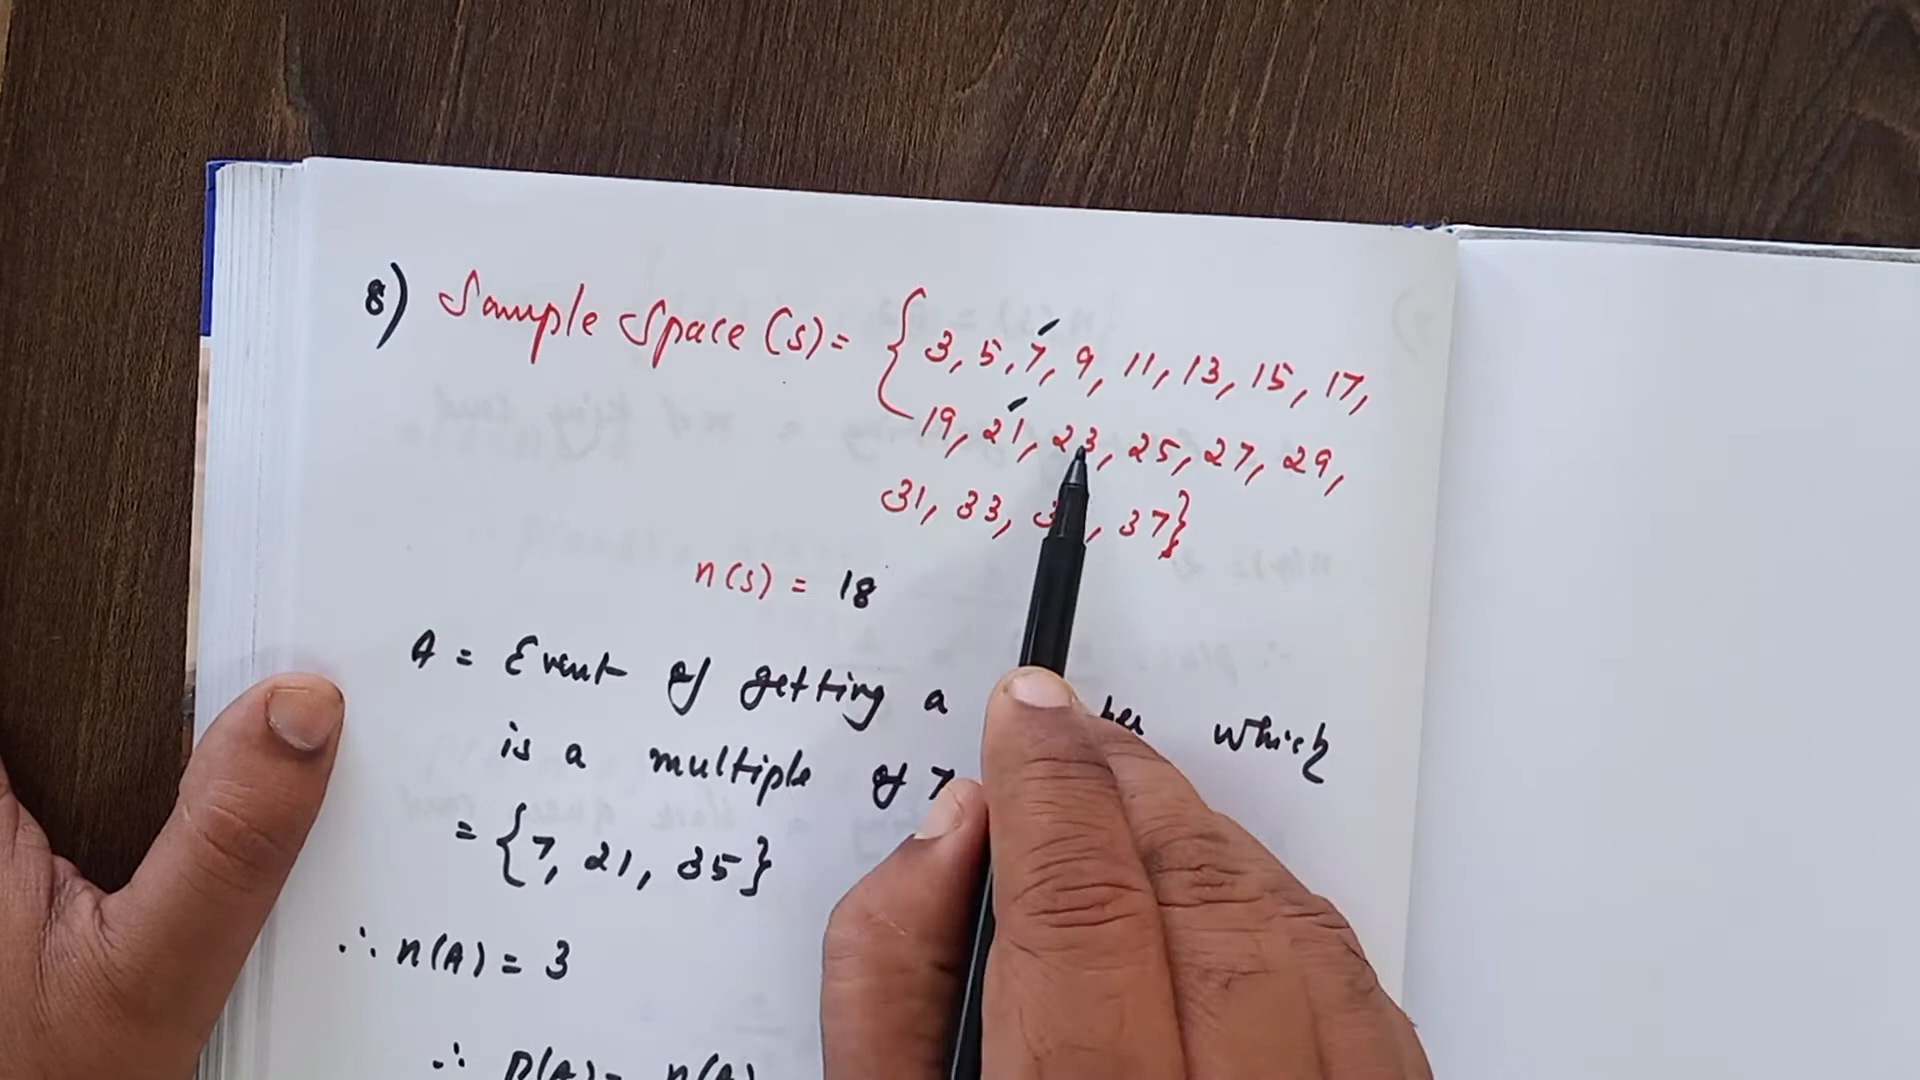 8) Sample Space (S) = { 3, 5, 7, 9, 11, 13, 15, 17,
19, 21, 23, 25, 27, 29,
31, 33, 3 , 37}
n(s) = 18
A = Event of getting a which
is a multiple of 7
= {7, 21, 35}
∴ n(A) = 3
∴ P(A) = n(A)